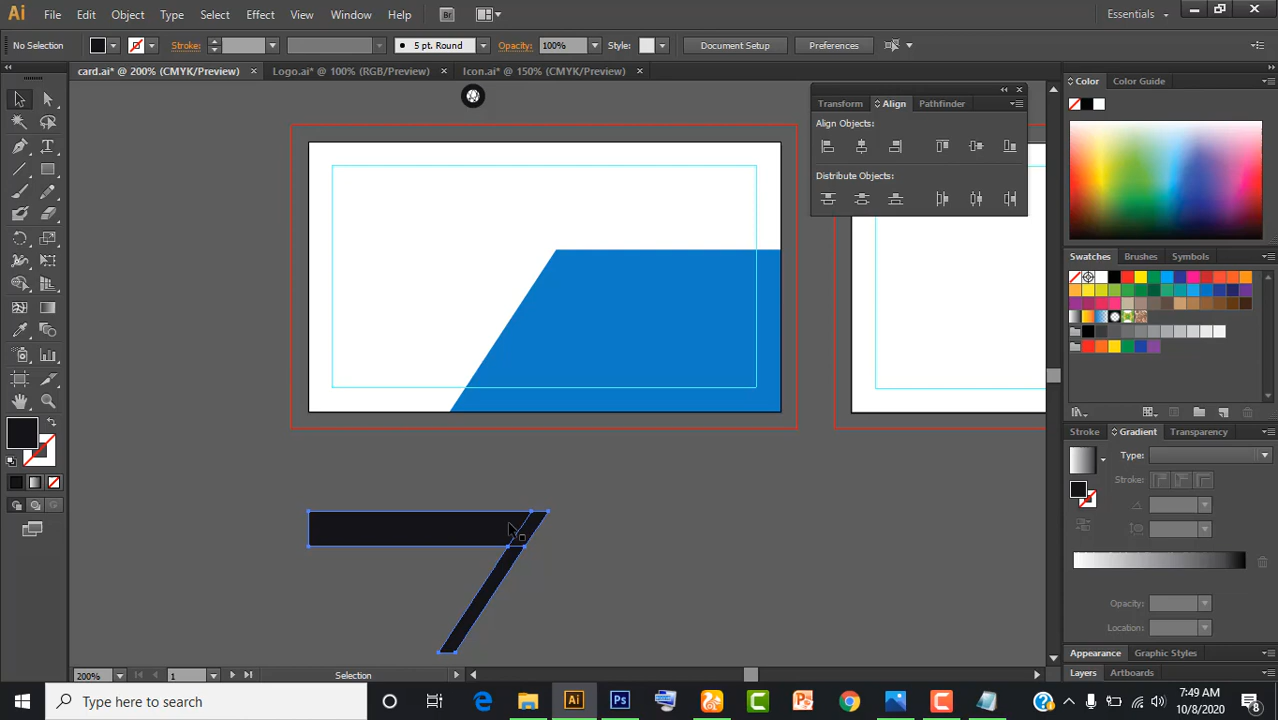 Ai File Edit Object Type Select Effect View Window Help Br Essentials
No Selection Stroke: 5 pt. Round Opacity: 100% Style: Document Setup Preferences
card.ai* @ 200% (CMYK/Preview) Logo.ai* @ 100% (RGB/Preview) Icon.ai* @ 150% (CMYK/Preview)
Color Color Guide
Transform Align Pathfinder
Align Objects:
Distribute Objects:
Swatches Brushes Symbols
Stroke Gradient Transparency
Type:
Stroke:
Opacity:
Location:
Appearance Graphic Styles
Layers Artboards
200% 1 Selection
Type here to search
Ai Ps
7:49 AM
10/8/2020
8